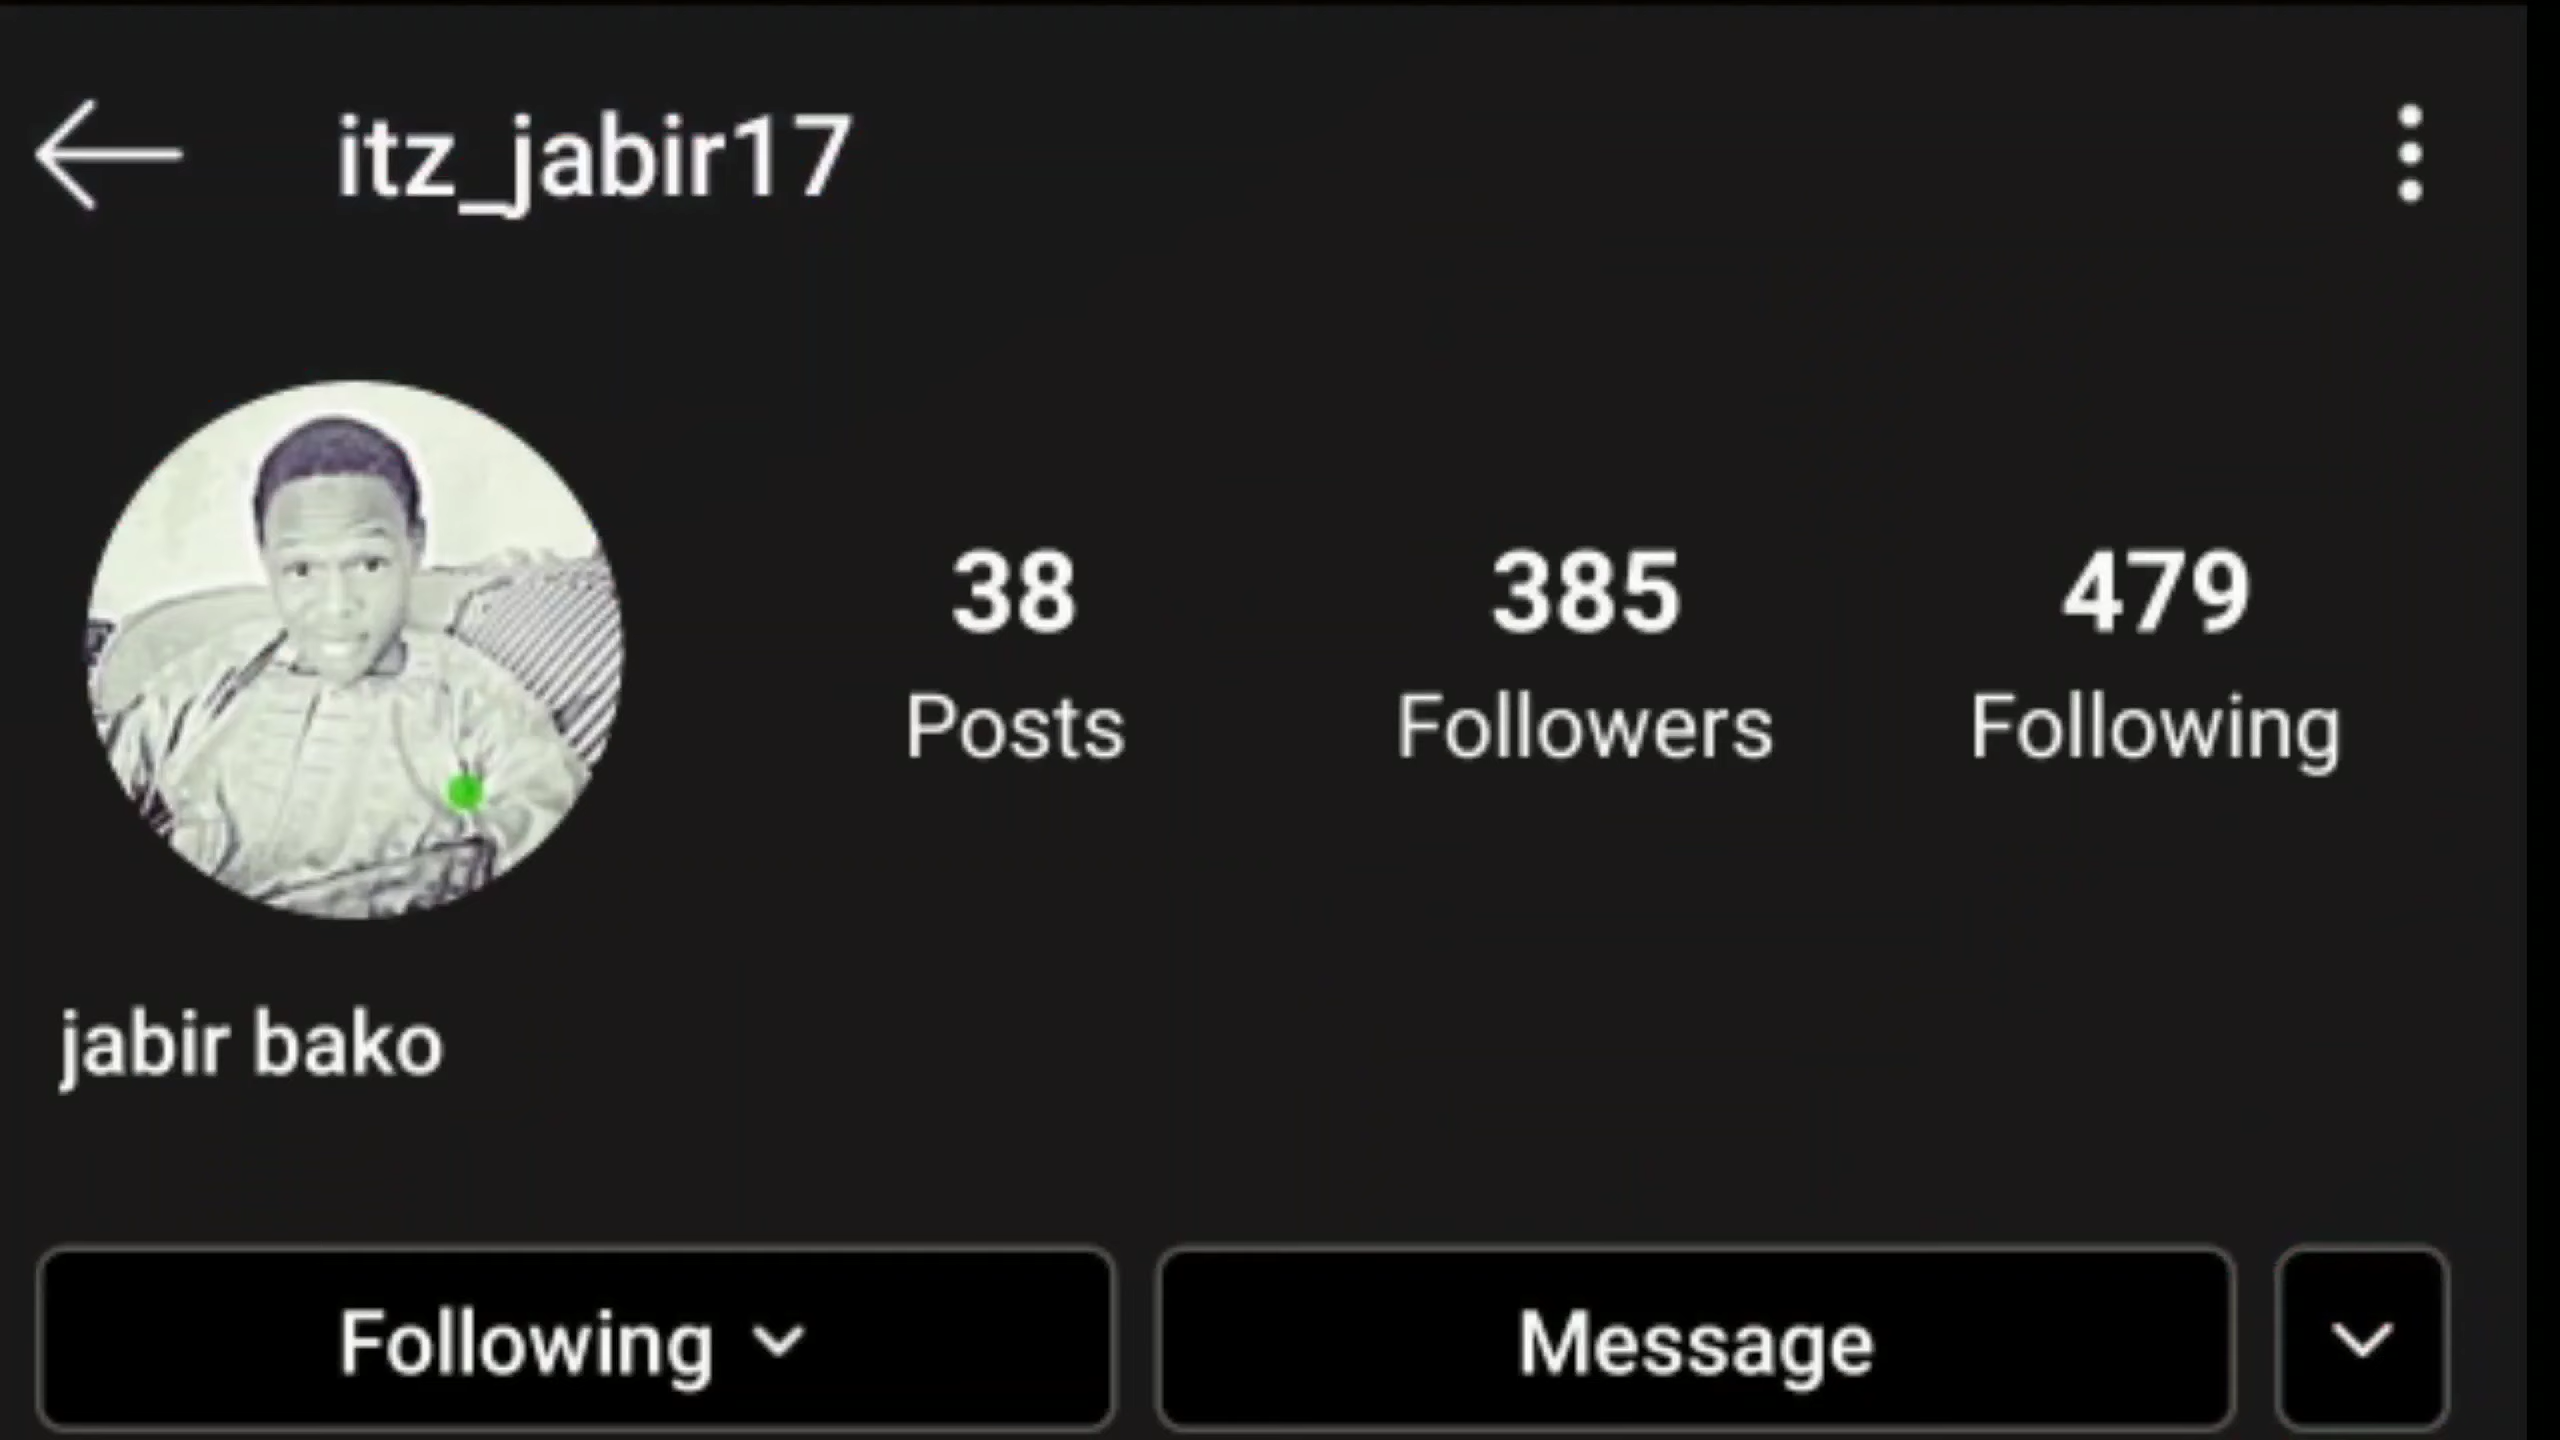 itz_jabir17
38 385 479
Posts Followers Following
jabir bako
Following Message